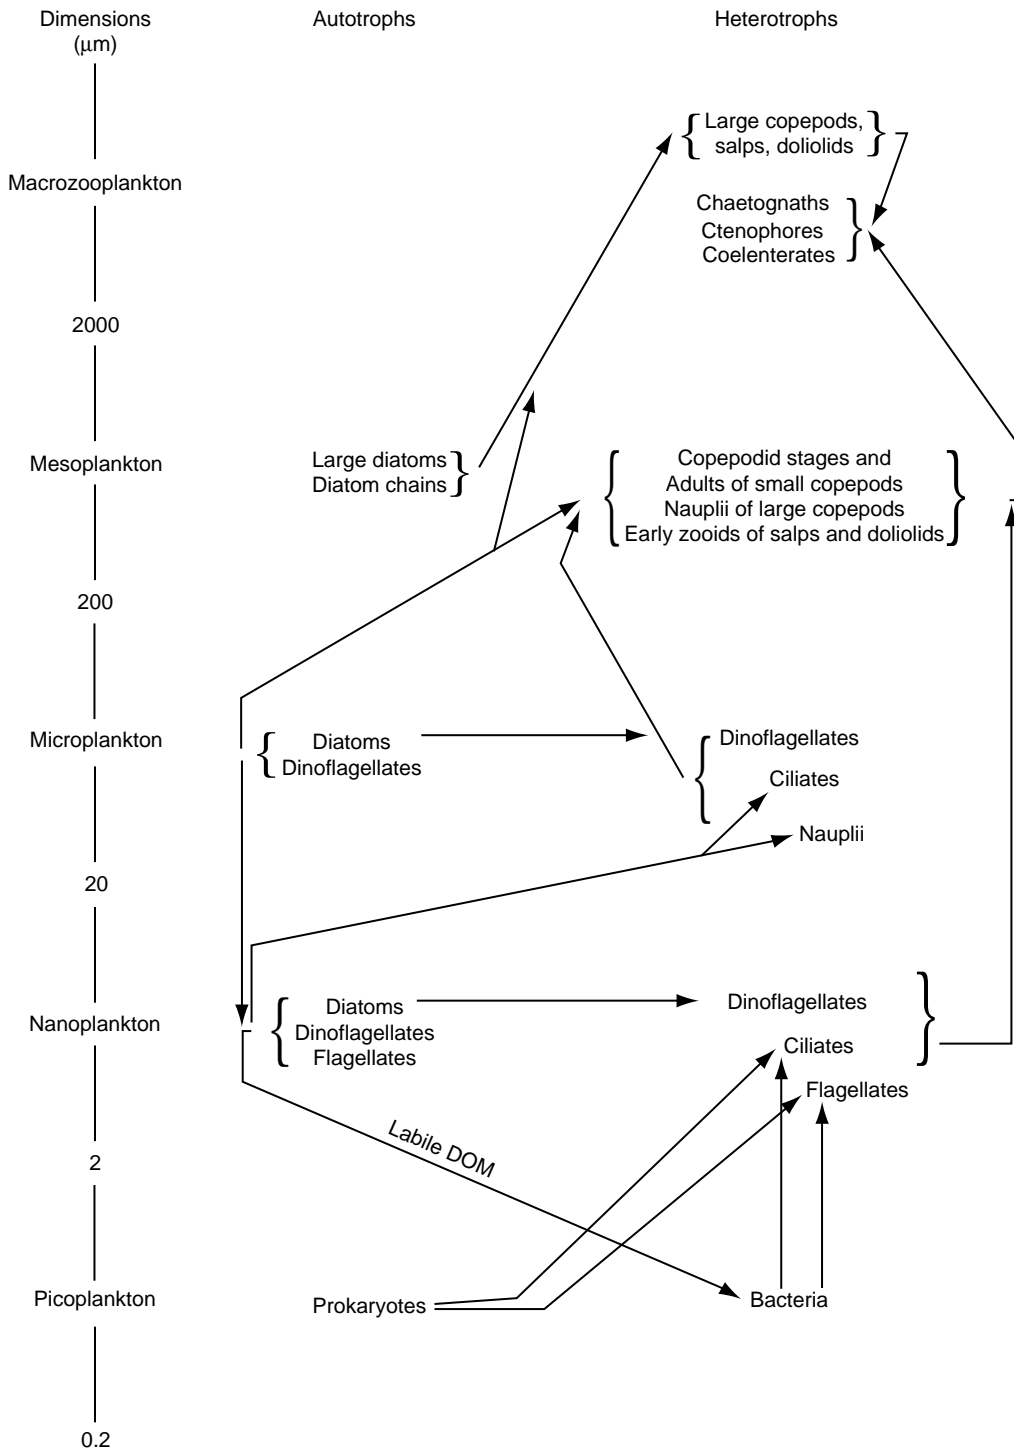 Dimensions
(μm)
Autotrophs
Heterotrophs
Large copepods,
salps, doliolids
Macrozooplankton
Chaetognaths
Ctenophores
Coelenterates
2000
Mesoplankton
Large diatoms
Diatom chains
Copepodid stages and
Adults of small copepods
Nauplii of large copepods
Early zooids of salps and doliolids
200
Microplankton
Diatoms
Dinoflagellates
Dinoflagellates
Ciliates
Nauplii
20
Nanoplankton
Diatoms
Dinoflagellates
Flagellates
Dinoflagellates
Ciliates
Flagellates
Labile DOM
2
Picoplankton
Prokaryotes
Bacteria
0.2